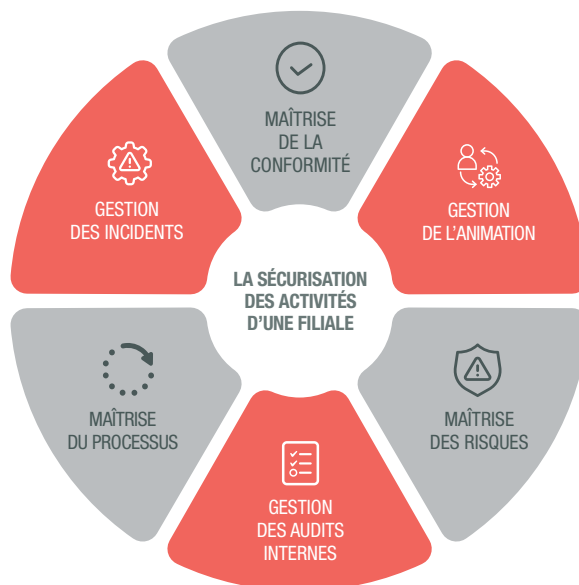 MAÎTRISE
DE LA
CONFORMITÉ
GESTION
DE L'ANIMATION
MAÎTRISE
DES RISQUES
GESTION
DES AUDITS
INTERNES
MAÎTRISE
DU PROCESSUS
GESTION
DES INCIDENTS
LA SÉCURISATION
DES ACTIVITÉS
D'UNE FILIALE